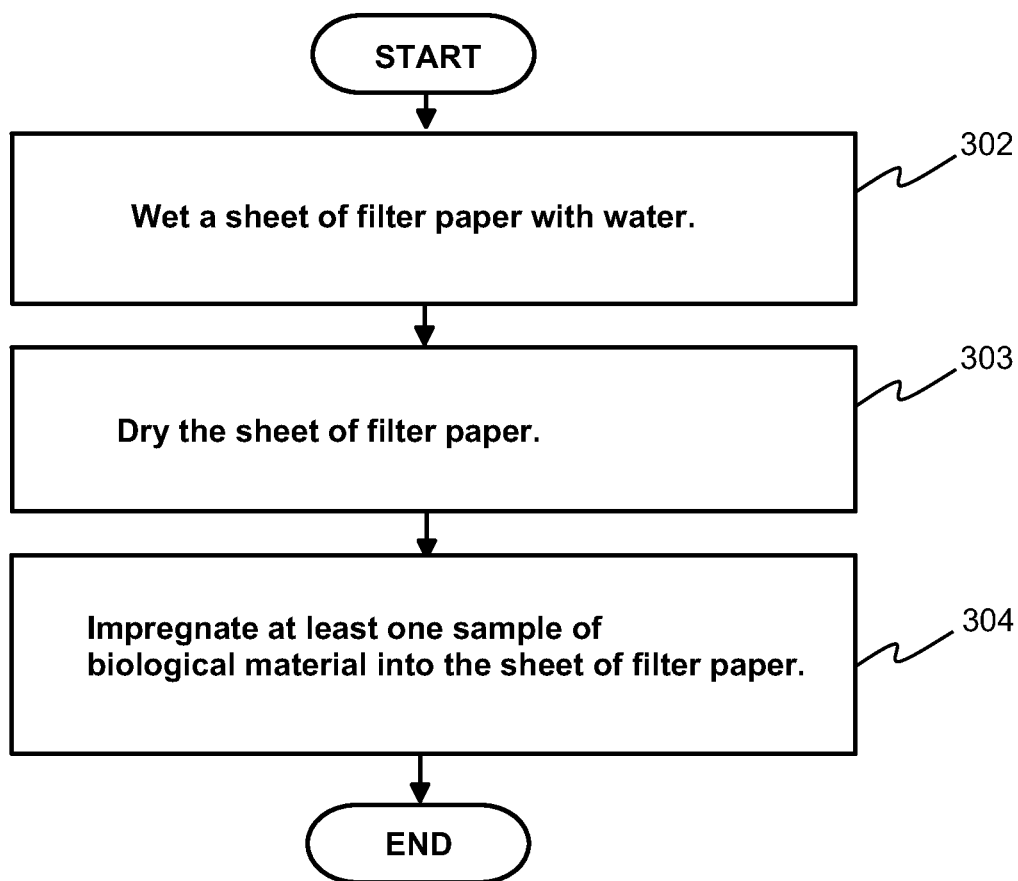 START
302
Wet a sheet of filter paper with water.
303
Dry the sheet of filter paper.
304
Impregnate at least one sample of
biological material into the sheet of filter paper.
END